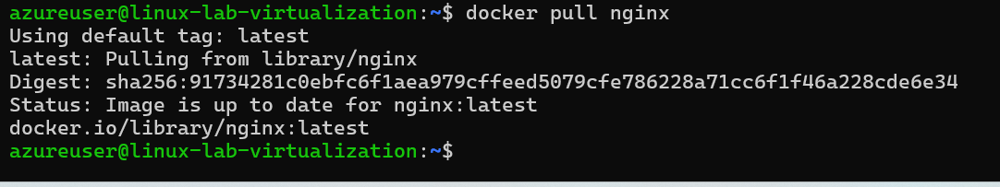 azureuser@linux-lab-virtualization:~$ docker pull nginx
Using default tag: latest
latest: Pulling from library/nginx
Digest: sha256:91734281c0ebfc6f1aea979cffeed5079cfe786228a71cc6f1f46a228cde6e34
Status: Image is up to date for nginx:latest
docker.io/library/nginx:latest
azureuser@linux-lab-virtualization:~$